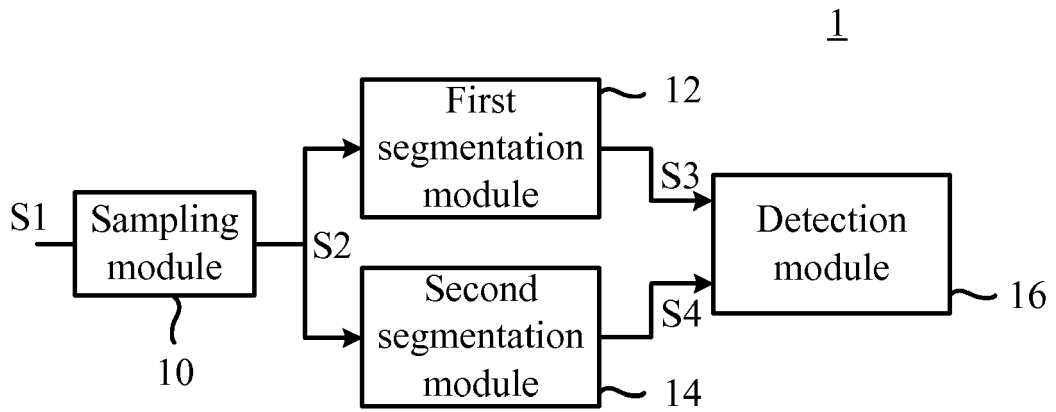 1
First
segmentation
module
12
S1
Sampling
module
10
S2
S3
Second
segmentation
module
14
S4
Detection
module
16